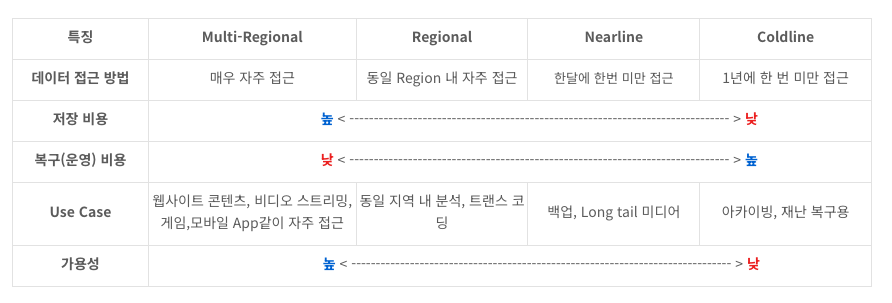 특징 Multi-Regional Regional Nearline Coldline
데이터 접근 방법 매우 자주 접근 동일 Region 내 자주 접근 한달에 한번 미만 접근 1년에 한 번 미만 접근
저장 비용 높 < ---------------------------------------------------------------------------- > 낮
복구(운영) 비용 낮 < ---------------------------------------------------------------------------- > 높
Use Case 웹사이트 콘텐츠, 비디오 스트리밍, 동일 지역 내 분석, 트랜스 코 백업, Long tail 미디어 아카이빙, 재난 복구용
게임,모바일 App같이 자주 접근 딩
가용성 높 < ---------------------------------------------------------------------------- > 낮